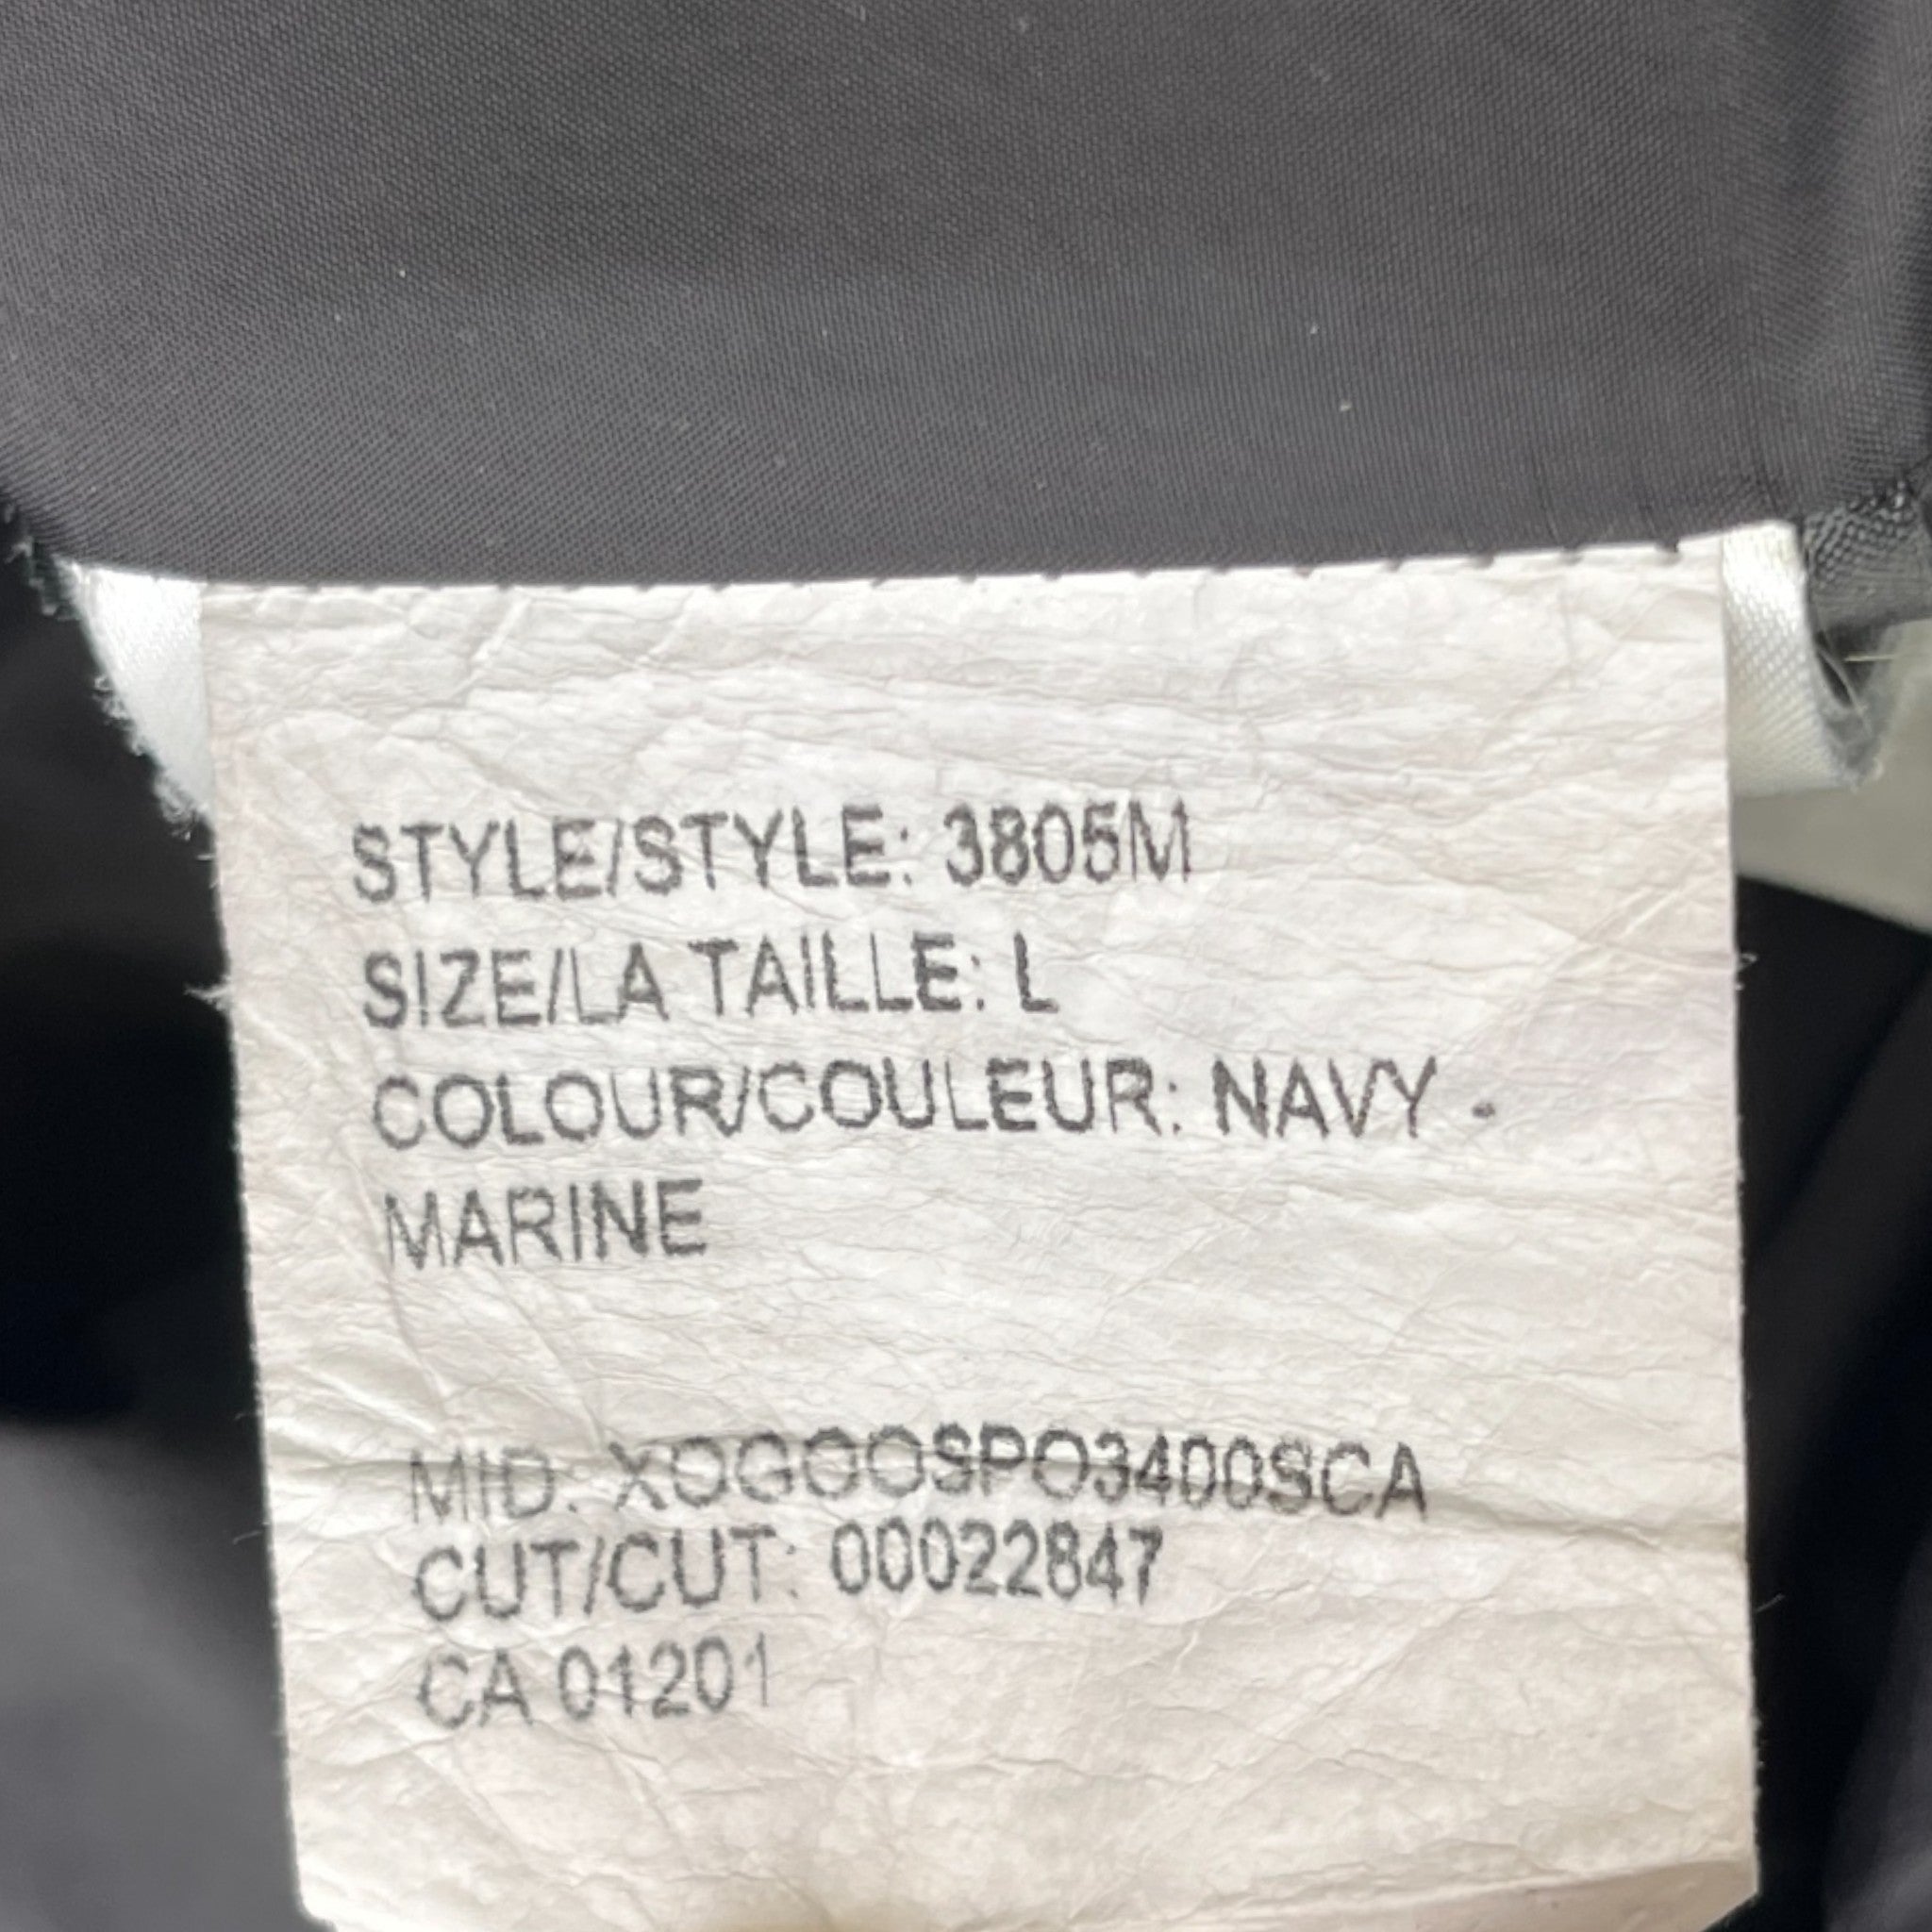 STYLE/STYLE: 3805M
SIZE/LA TAILLE: L
COLOUR/COULEUR: NAVY -
MARINE
MID: XOGOOSPO3400SCA
CUT/CUT: 00022847
CA 01201